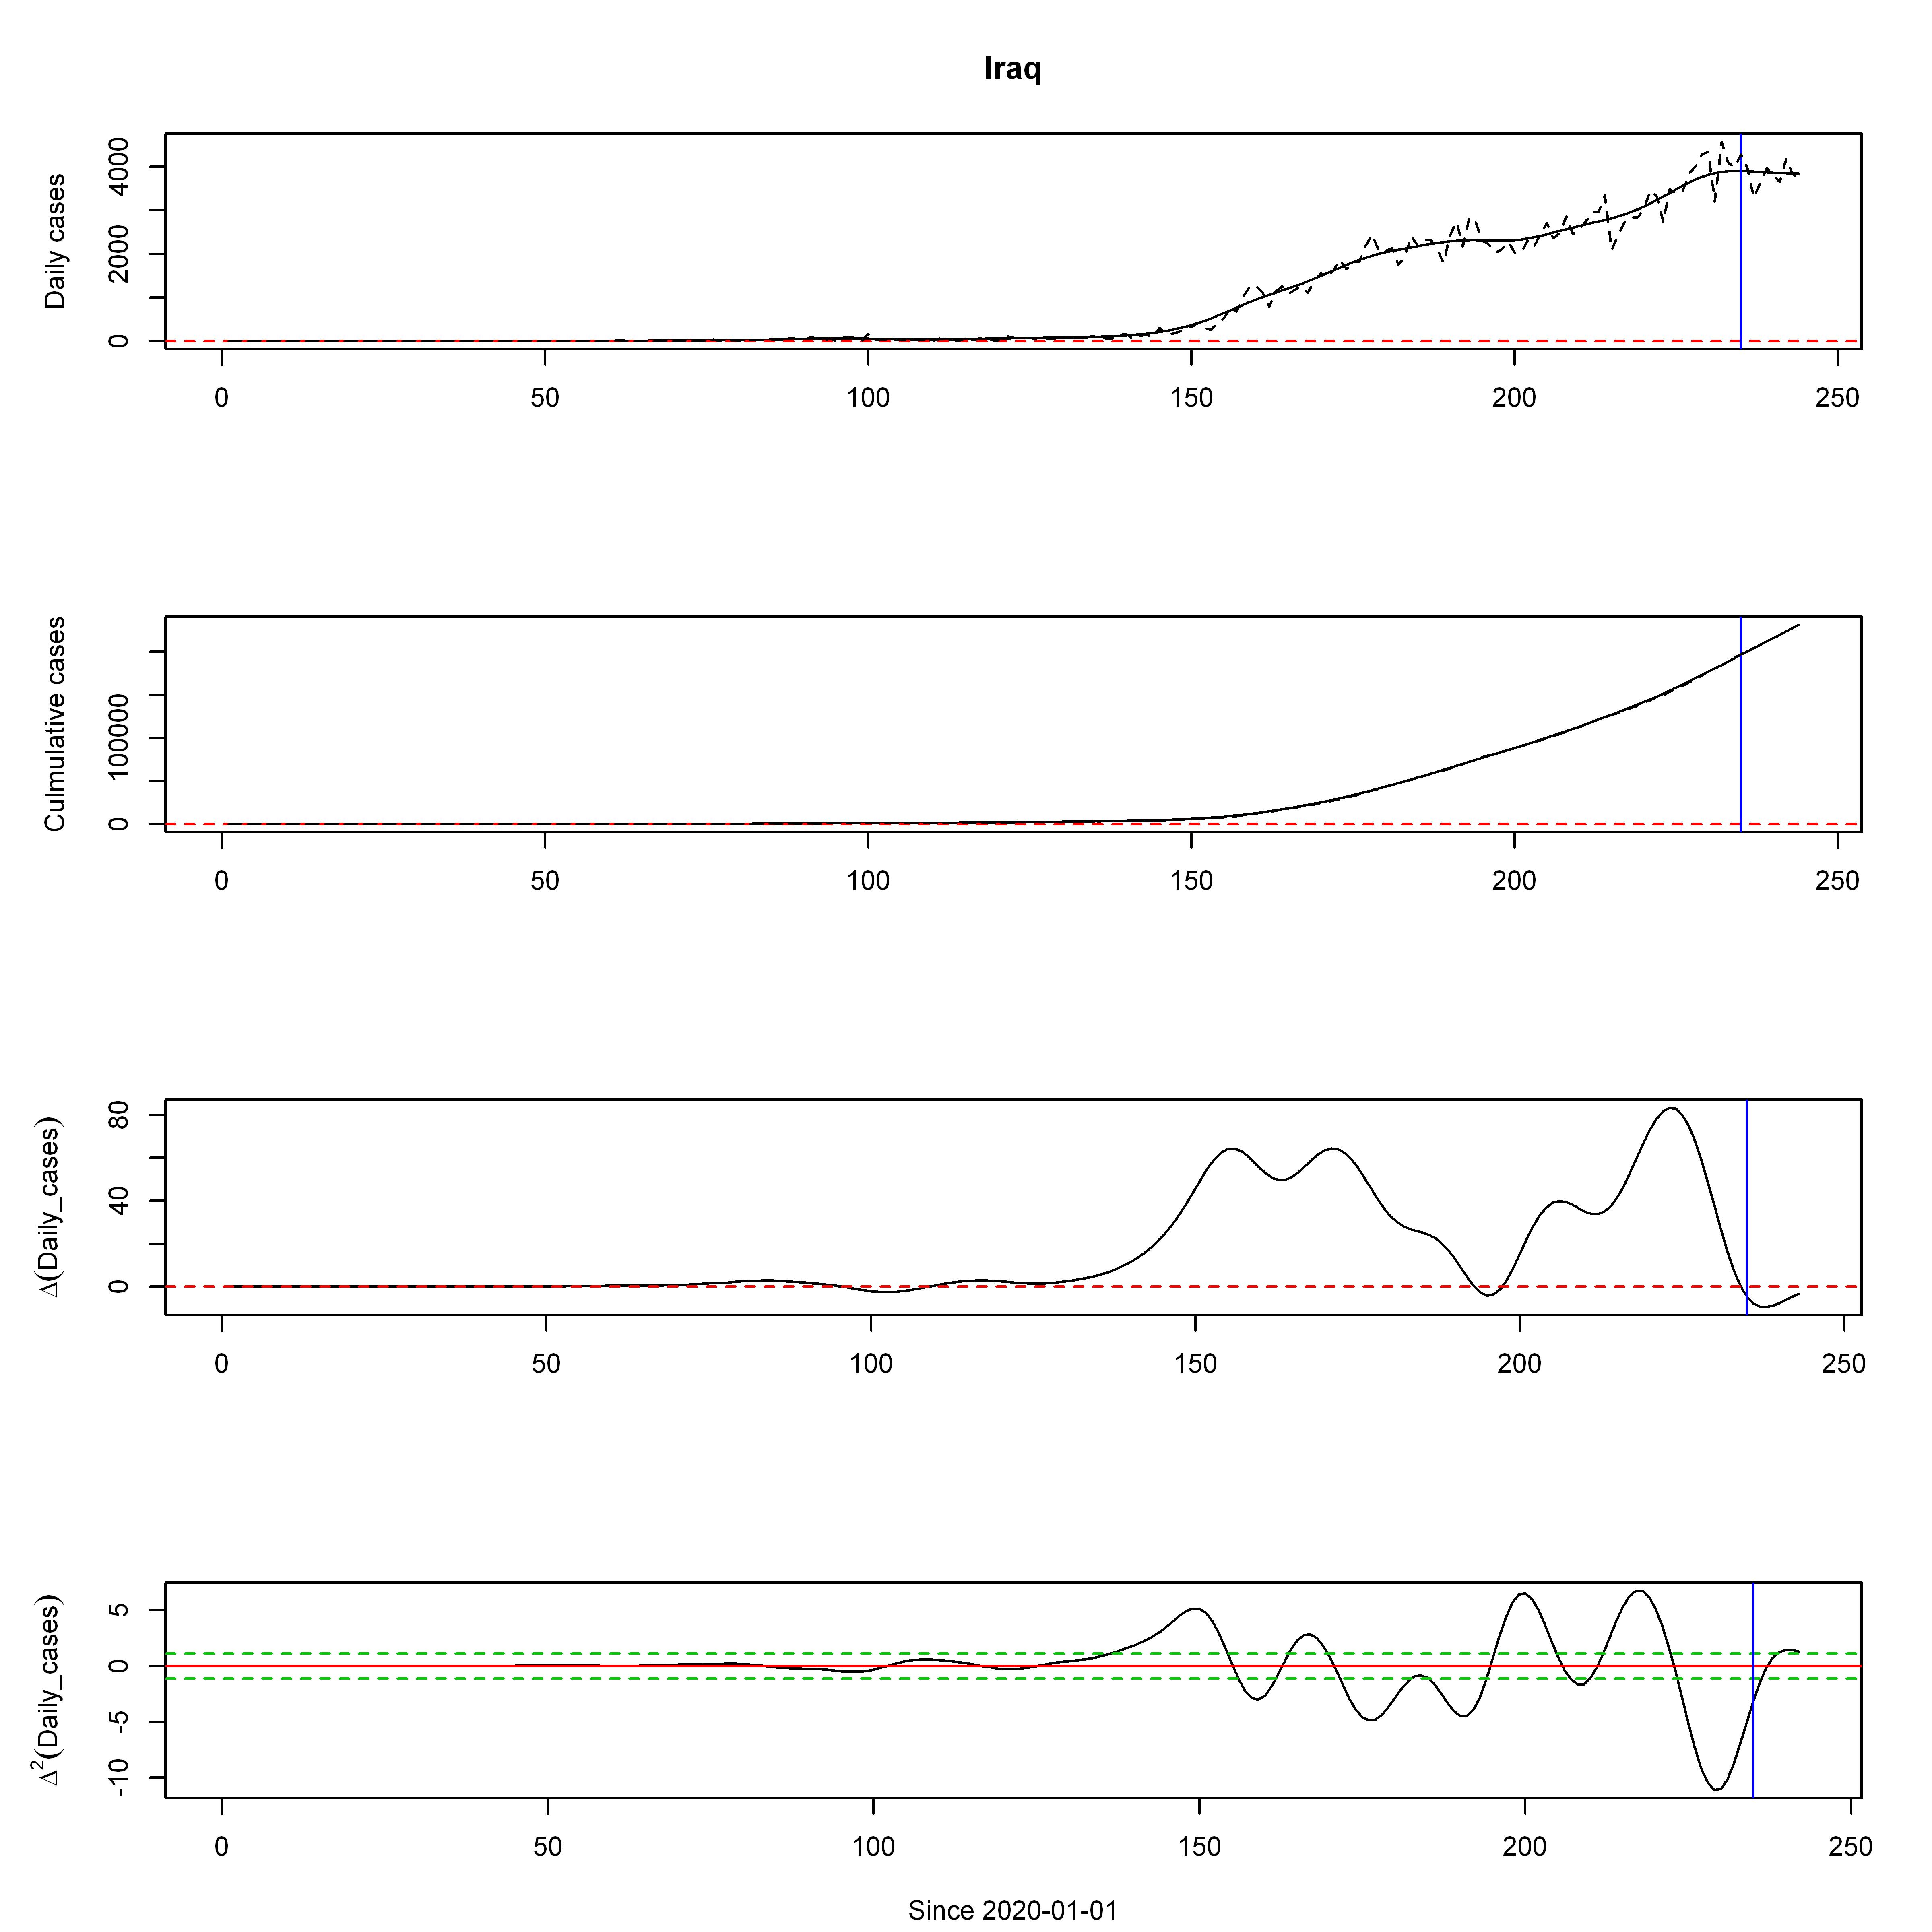 Iraq
Daily cases
0 2000 4000
0 50 100 150 200 250
Culmulative cases
0 100000
0 50 100 150 200 250
Δ(Daily_cases)
0 40 80
0 50 100 150 200 250
Δ²(Daily_cases)
-10 -5 0 5
0 50 100 150 200 250
Since 2020-01-01